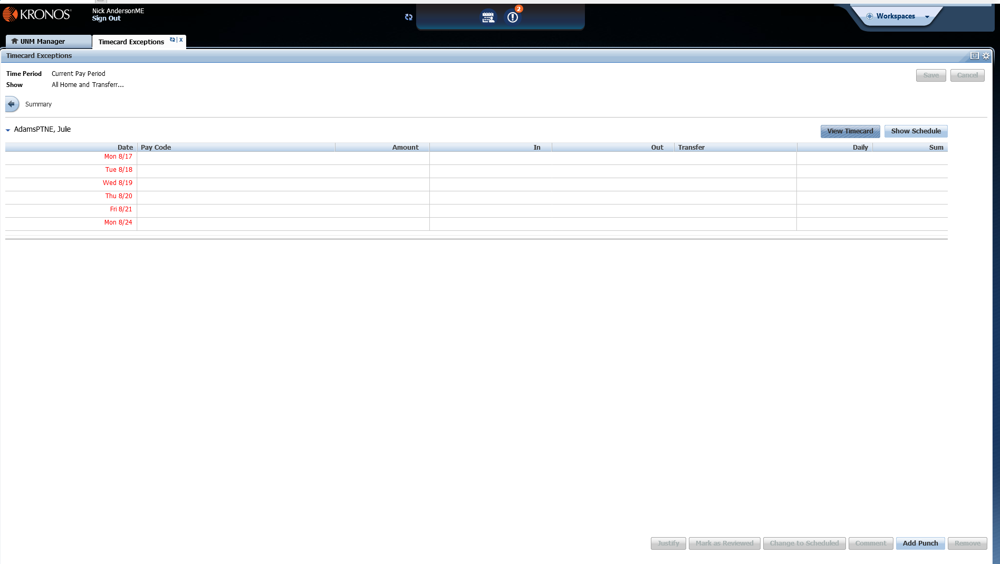 KRONOS
Nick AndersonME
Sign Out
2
Workspaces
UNM Manager
Timecard Exceptions
x
Timecard Exceptions
Time Period Current Pay Period
Show All Home and Transferr...
Save Cancel
Summary
AdamsPTNE, Julie
View Timecard Show Schedule
Date Pay Code Amount In Out Transfer Daily Sum
Mon 8/17
Tue 8/18
Wed 8/19
Thu 8/20
Fri 8/21
Mon 8/24
Justify Mark as Reviewed Change to Scheduled Comment Add Punch Remove